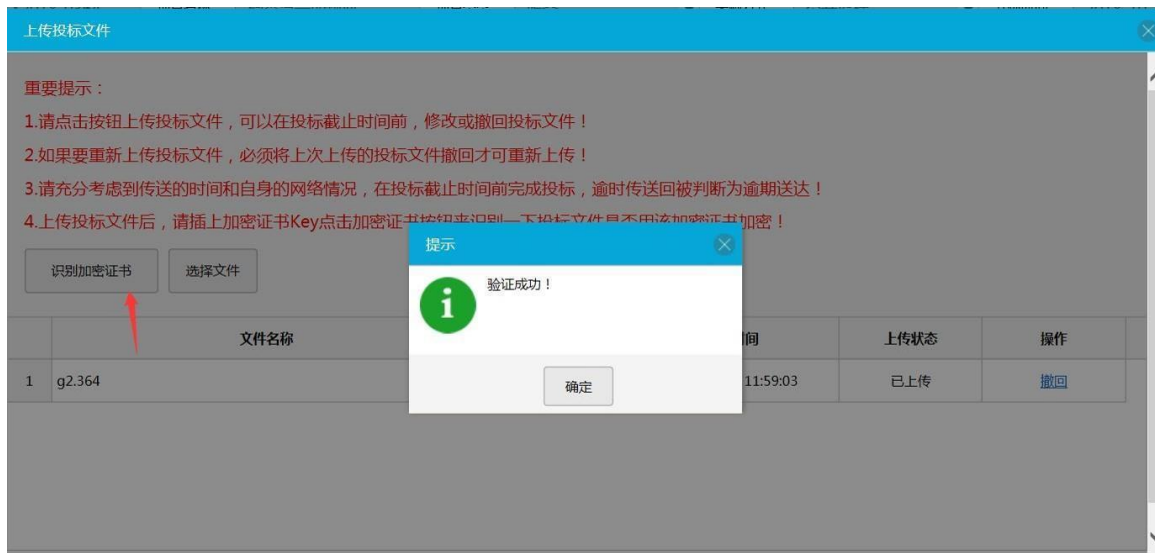 上传投标文件
重要提示：
1.请点击按钮上传投标文件，可以在投标截止时间前，修改或撤回投标文件！
2.如果要重新上传投标文件，必须将上次上传的投标文件撤回才可重新上传！
3.请充分考虑到传送的时间和自身的网络情况，在投标截止时间前完成投标，逾时传送回被判断为逾期送达！
4.上传投标文件后，请插上加密证书Key点击加密证书按钮来识别一下投标文件是否用该加密证书加密！
提示
验证成功！
确定
识别加密证书 选择文件
文件名称 时间 上传状态 操作
1 g2.364 11:59:03 已上传 撤回